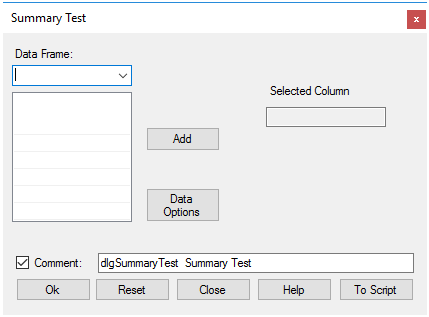 Summary Test
x
Data Frame:
Selected Column
Add
Data
Options
Comment:
dlgSummaryTest  Summary Test
Ok
Reset
Close
Help
To Script